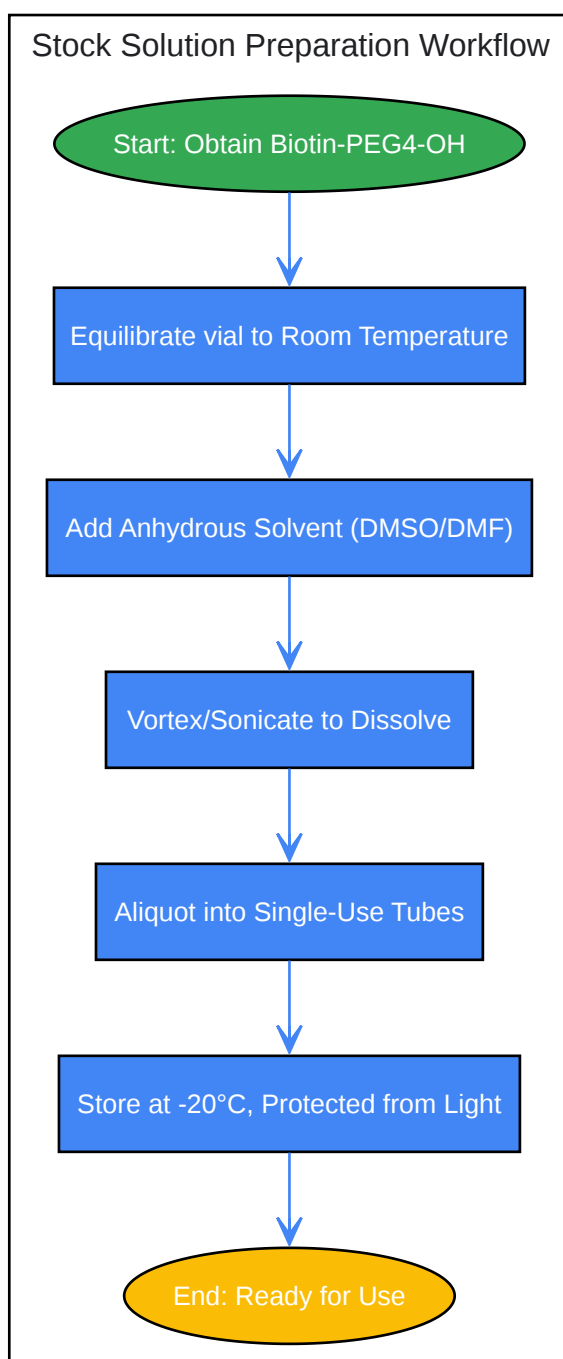 Stock Solution Preparation Workflow
Start: Obtain Biotin-PEG4-OH
Equilibrate vial to Room Temperature
Add Anhydrous Solvent (DMSO/DMF)
Vortex/Sonicate to Dissolve
Aliquot into Single-Use Tubes
Store at -20°C, Protected from Light
End: Ready for Use